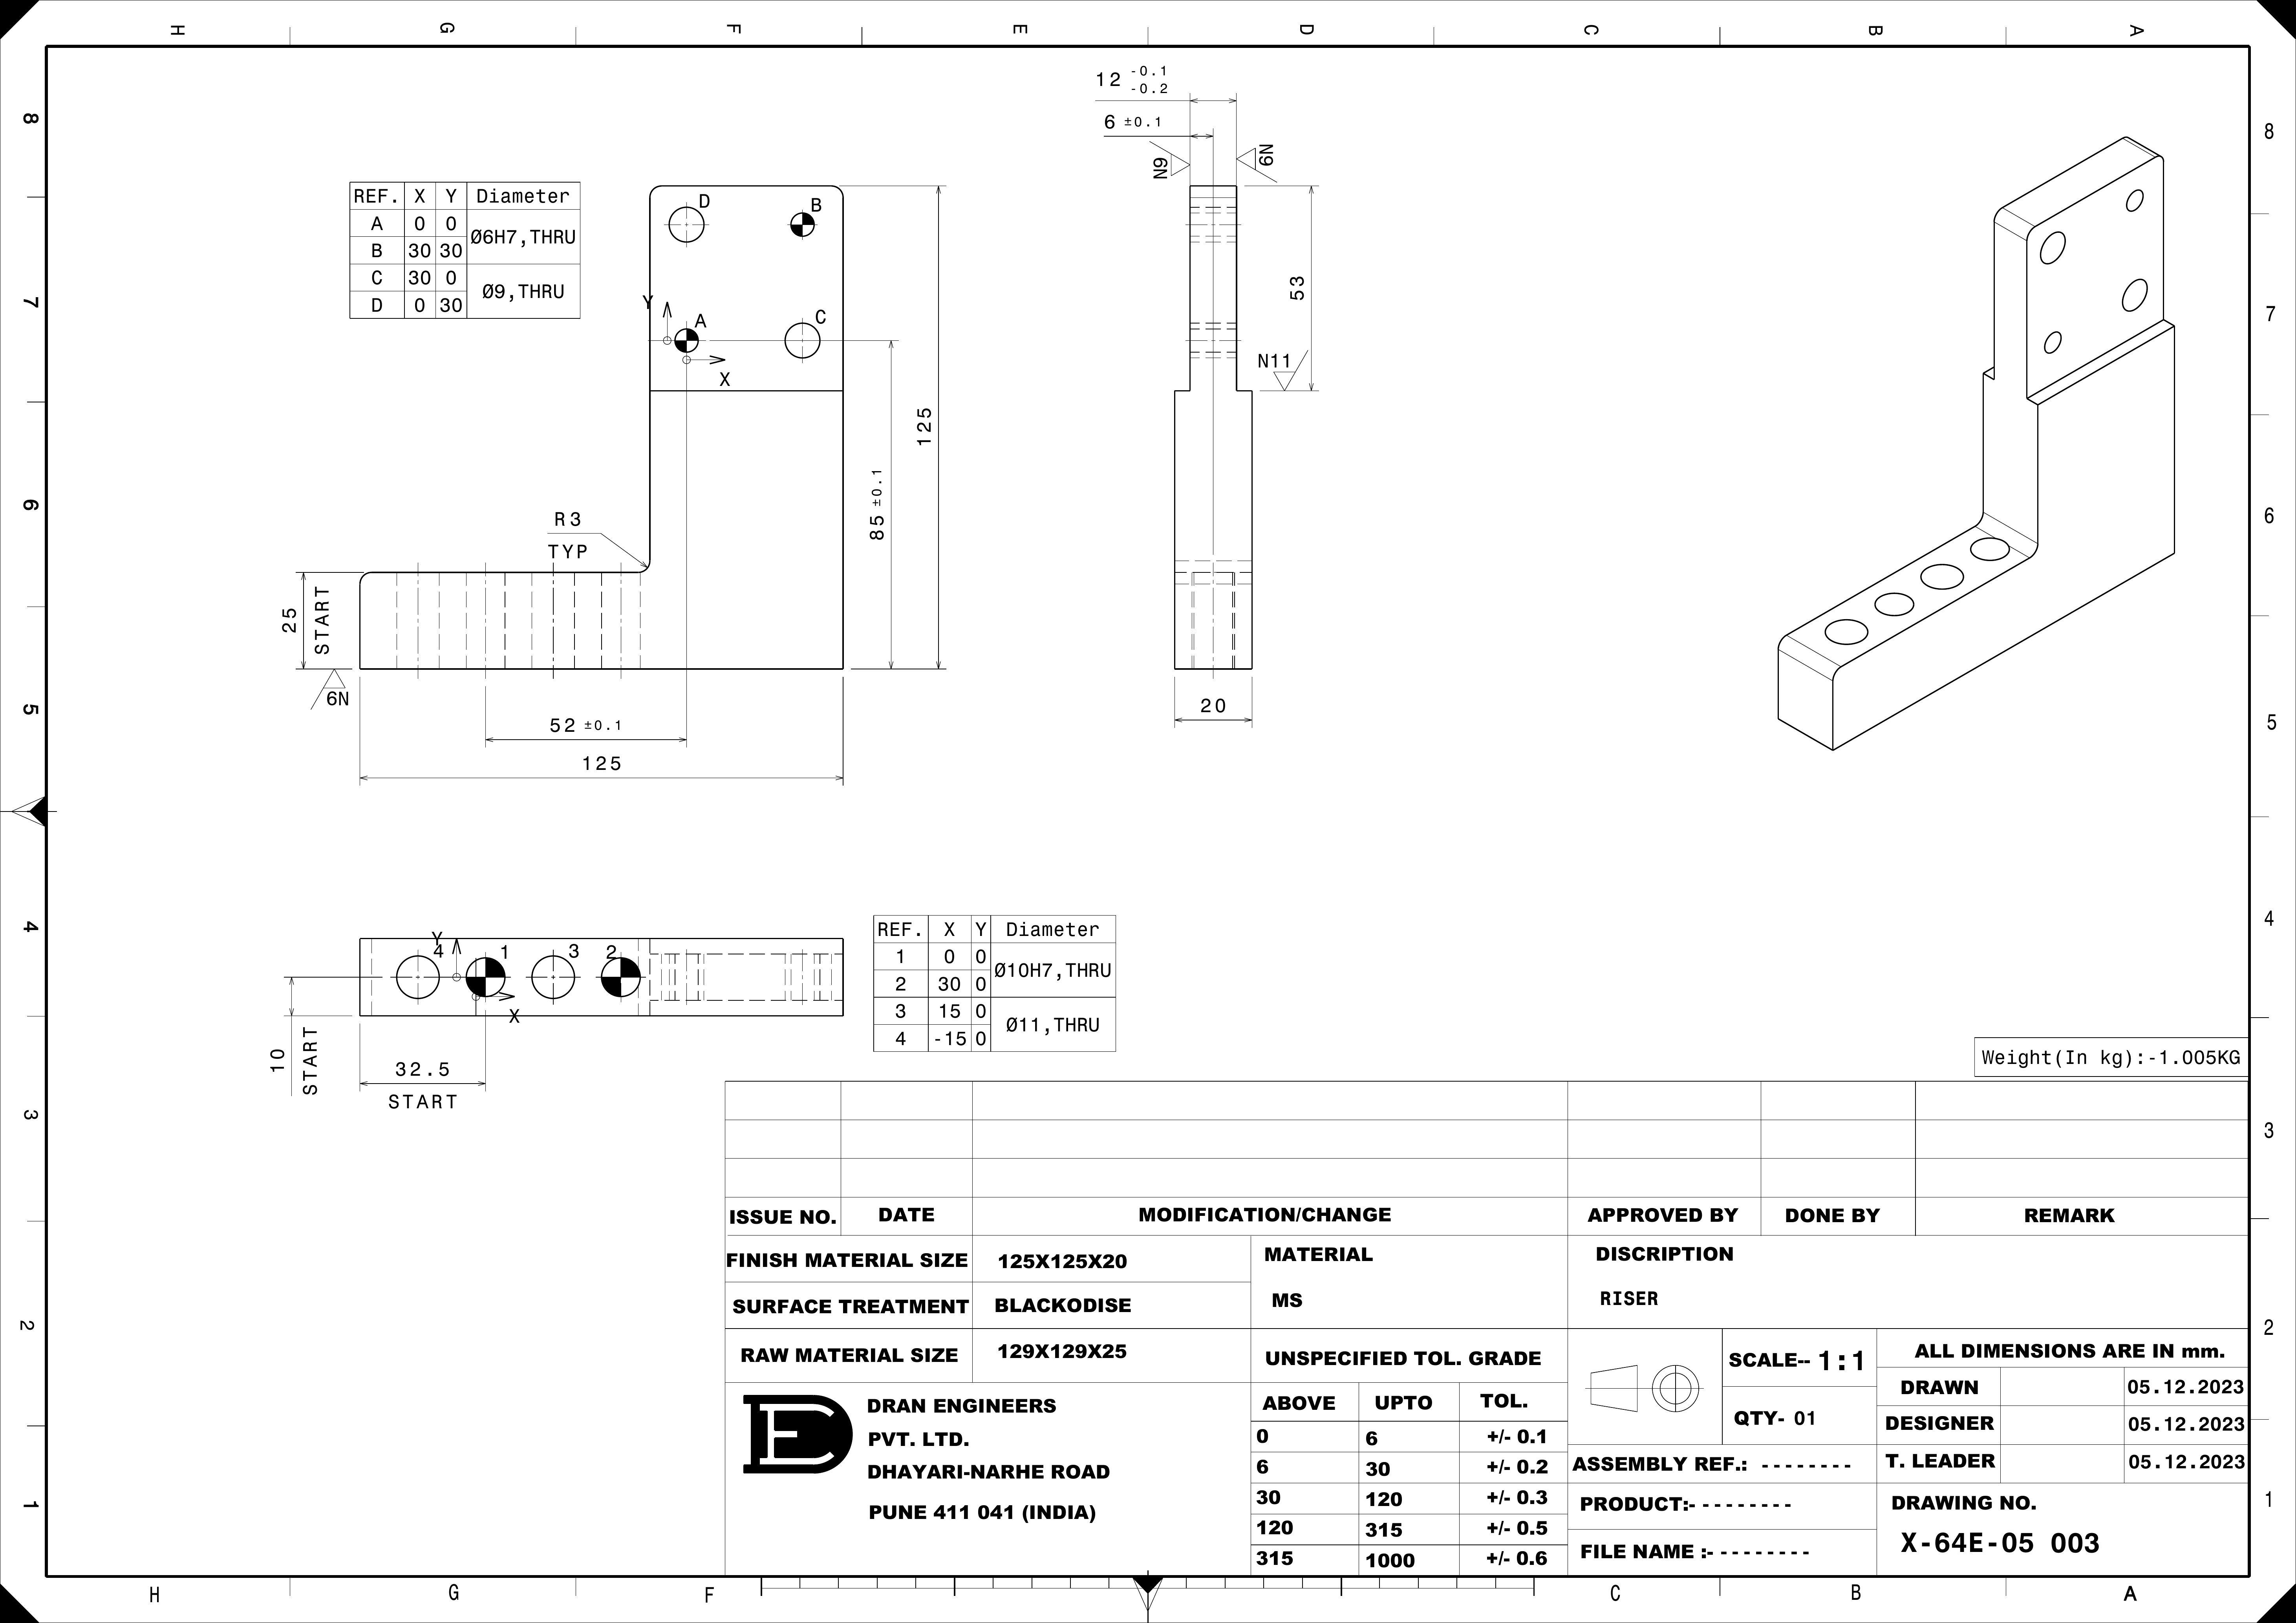 H G F E D C B A
8
7
6
5
4
3
2
1
8
7
6
5
4
3
2
1
H G F C B A
REF. X Y Diameter
A 0 0 Ø6H7,THRU
B 30 30
C 30 0 Ø9,THRU
D 0 30
D
B
A
C
Y
X
R3
TYP
25
START
6N
52 ±0.1
125
85 ±0.1
125
12 -0.1
-0.2
6 ±0.1
N9
6N
53
N11
20
4 1 3 2
Y
X
10
START
32.5
START
REF. X Y Diameter
1 0 0 Ø10H7,THRU
2 30 0
3 15 0 Ø11,THRU
4 -15 0
Weight(In kg):-1.005KG
ISSUE NO. DATE MODIFICATION/CHANGE APPROVED BY DONE BY REMARK
FINISH MATERIAL SIZE 125X125X20
SURFACE TREATMENT BLACKODISE
RAW MATERIAL SIZE 129X129X25
MATERIAL
MS
DISCRIPTION
RISER
DRAN ENGINEERS
PVT. LTD.
DHAYARI-NARHE ROAD
PUNE 411 041 (INDIA)
UNSPECIFIED TOL. GRADE
ABOVE UPTO TOL.
0 6 +/- 0.1
6 30 +/- 0.2
30 120 +/- 0.3
120 315 +/- 0.5
315 1000 +/- 0.6
SCALE-- 1:1
QTY- 01
ALL DIMENSIONS ARE IN mm.
DRAWN 05.12.2023
DESIGNER 05.12.2023
T. LEADER 05.12.2023
ASSEMBLY REF.: --------
PRODUCT:---------
FILE NAME :---------
DRAWING NO.
X-64E-05 003